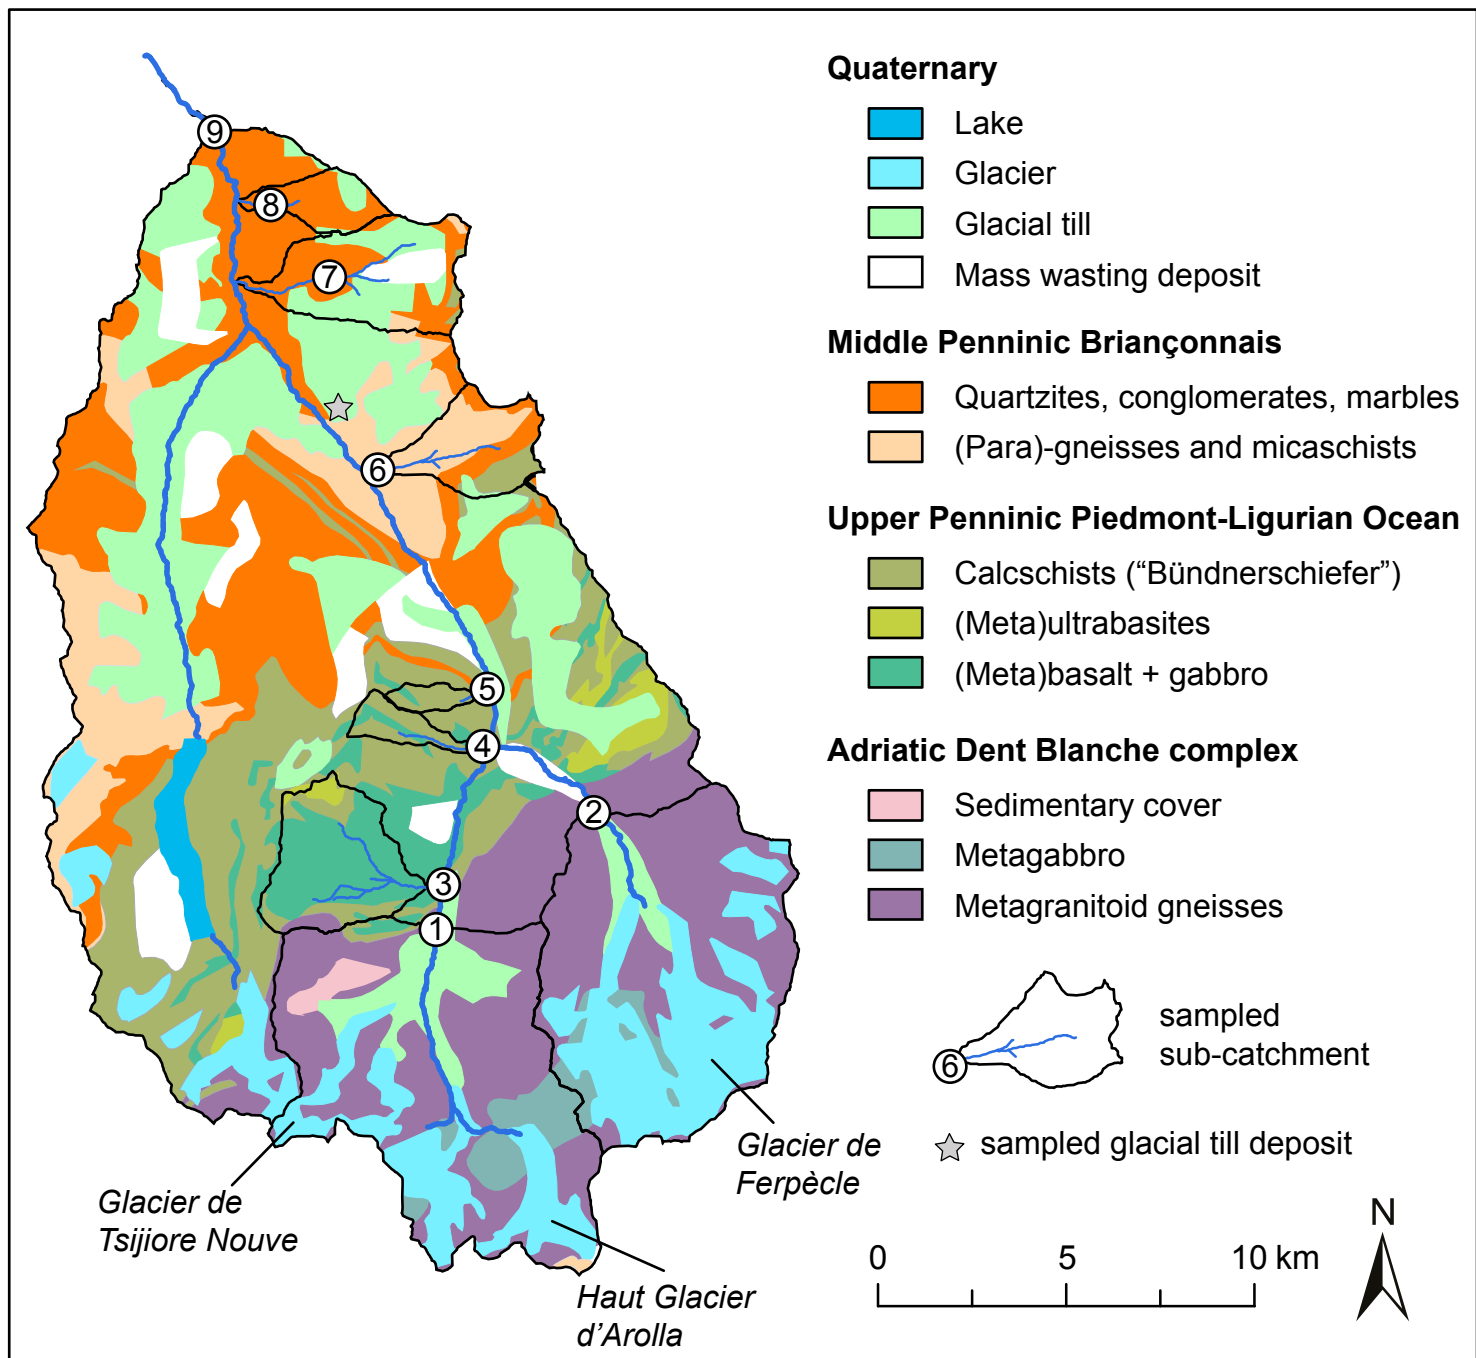 Quaternary
Lake
Glacier
Glacial till
Mass wasting deposit
Middle Penninic Briançonnais
Quartzites, conglomerates, marbles
(Para)-gneisses and micaschists
Upper Penninic Piedmont-Ligurian Ocean
Calcschists (“Bündnerschiefer”)
(Meta)ultrabasites
(Meta)basalt + gabbro
Adriatic Dent Blanche complex
Sedimentary cover
Metagabbro
Metagranitoid gneisses
sampled
sub-catchment
6
sampled glacial till deposit
0 5 10 km
N
9
8
7
6
5
4
2
3
1
Glacier de
Tsijiore Nouve
Haut Glacier
d’Arolla
Glacier de
Ferpècle